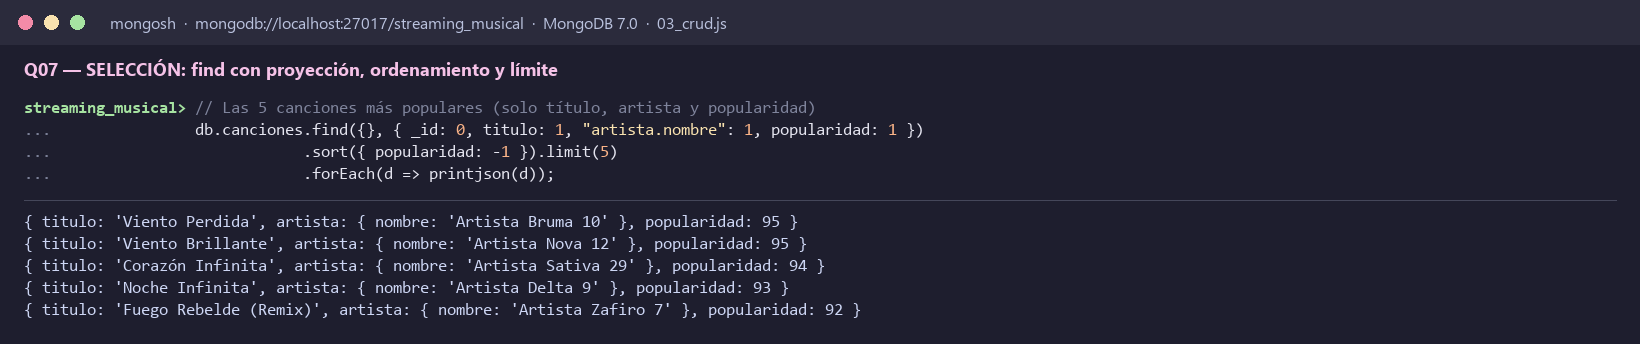 mongosh · mongodb://localhost:27017/streaming_musical · MongoDB 7.0 · 03_crud.js
Q07 — SELECCIÓN: find con proyección, ordenamiento y límite
streaming_musical> // Las 5 canciones más populares (solo título, artista y popularidad)
...                db.canciones.find({}, { _id: 0, titulo: 1, "artista.nombre": 1, popularidad: 1 })
...                            .sort({ popularidad: -1 }).limit(5)
...                            .forEach(d => printjson(d));
{ titulo: 'Viento Perdida', artista: { nombre: 'Artista Bruma 10' }, popularidad: 95 }
{ titulo: 'Viento Brillante', artista: { nombre: 'Artista Nova 12' }, popularidad: 95 }
{ titulo: 'Corazón Infinita', artista: { nombre: 'Artista Sativa 29' }, popularidad: 94 }
{ titulo: 'Noche Infinita', artista: { nombre: 'Artista Delta 9' }, popularidad: 93 }
{ titulo: 'Fuego Rebelde (Remix)', artista: { nombre: 'Artista Zafiro 7' }, popularidad: 92 }